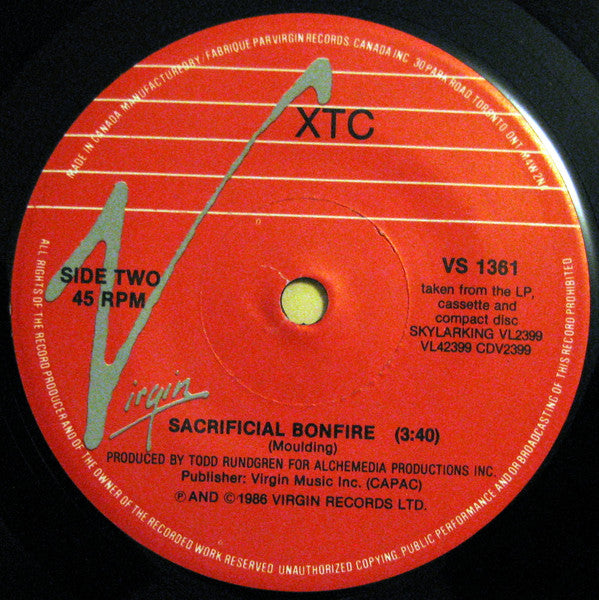 MADE IN CANADA MANUFACTURED BY / FABRIQUE PAR VIRGIN RECORDS CANADA INC. 30 PARK ROAD TORONTO ONT M4W 2N1
XTC
SIDE TWO
45 RPM
VS 1361
taken from the LP,
cassette and
compact disc
SKYLARKING VL2399
VL42399 CDV2399
Virgin
SACRIFICIAL BONFIRE (3:40)
(Moulding)
PRODUCED BY TODD RUNDGREN FOR ALCHEMEDIA PRODUCTIONS INC.
Publisher: Virgin Music Inc. (CAPAC)
ⓅAND ©1986 VIRGIN RECORDS LTD.
ALL RIGHTS OF THE RECORD PRODUCER AND OF THE OWNER OF THE RECORDED WORK RESERVED UNAUTHORIZED COPYING, PUBLIC PERFORMANCE AND/OR BROADCASTING OF THIS RECORD PROHIBITED